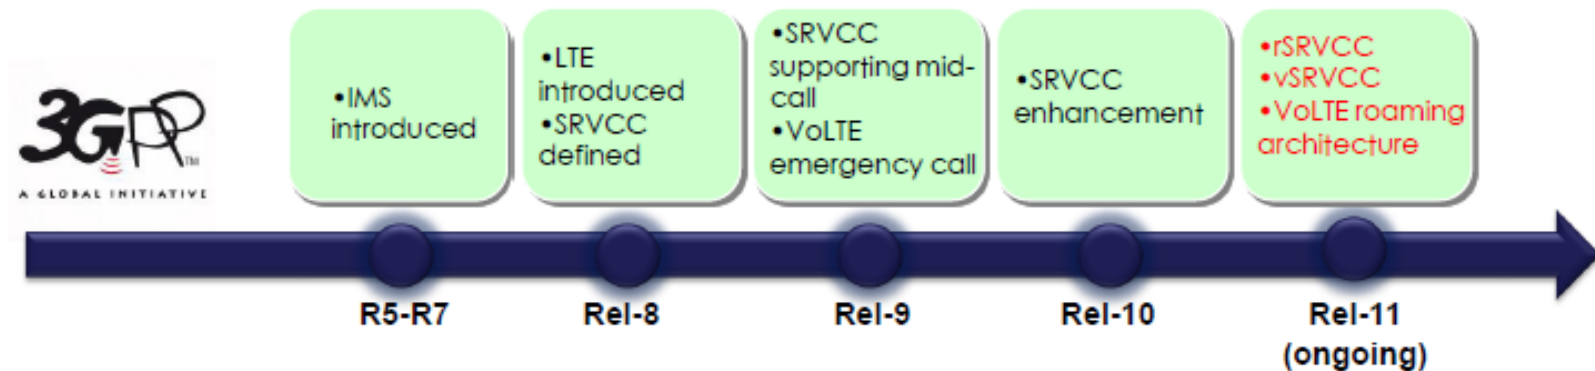 3GPP™
A GLOBAL INITIATIVE
•IMS
introduced
•LTE
introduced
•SRVCC
defined
•SRVCC
supporting mid-
call
•VoLTE
emergency call
•SRVCC
enhancement
•rSRVCC
•vSRVCC
•VoLTE roaming
architecture
R5-R7
Rel-8
Rel-9
Rel-10
Rel-11
(ongoing)